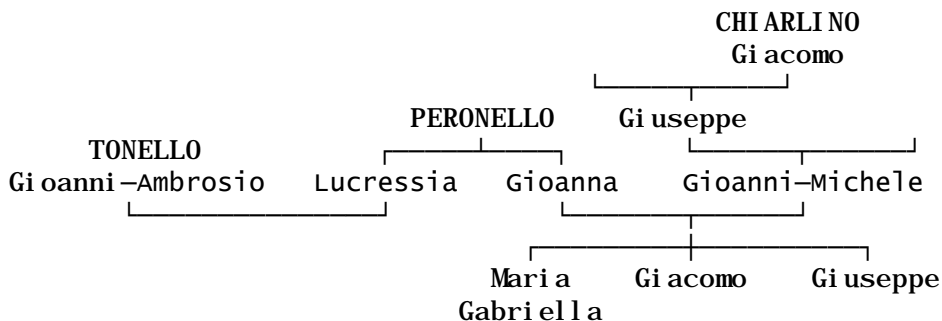 CHIARLINO
Giacomo
PERONELLO Giuseppe
TONELLO
Gioanni–Ambrosio Lucressia Gioanna Gioanni–Michele
Maria Giacomo Giuseppe
Gabriella